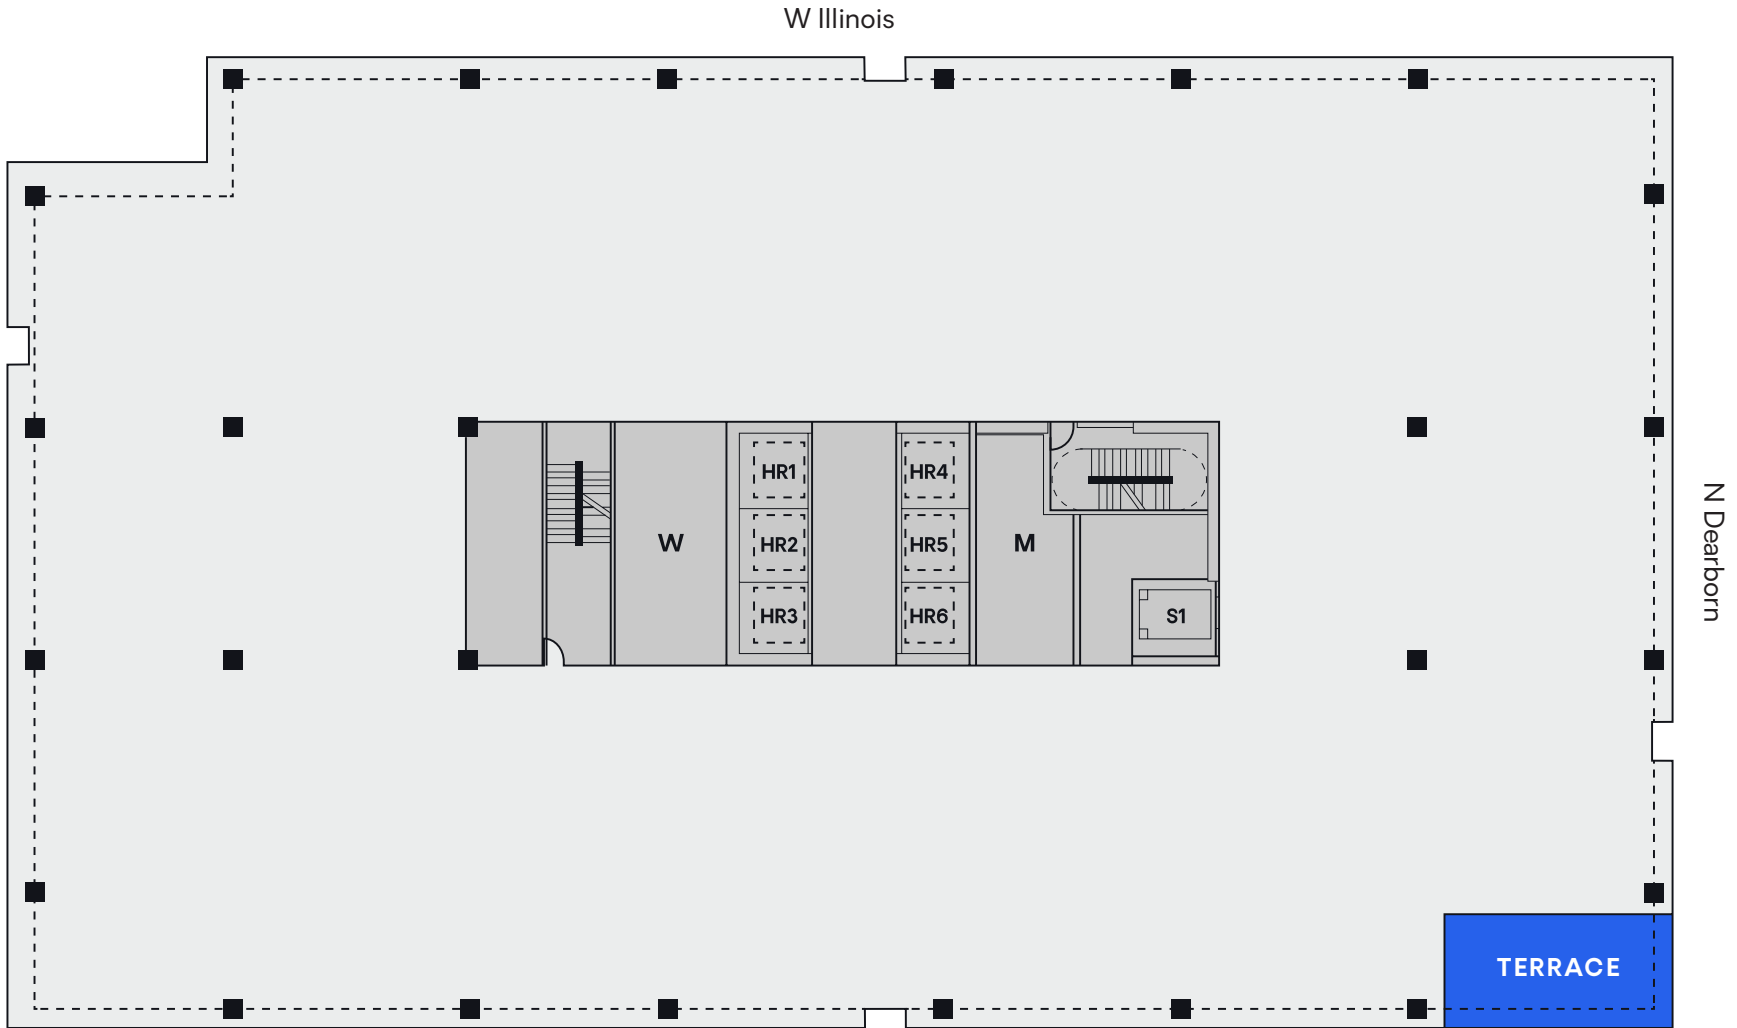 W Illinois
HR1
HR4
HR2
HR5
W
M
N Dearborn
HR3
HR6
S1
TERRACE